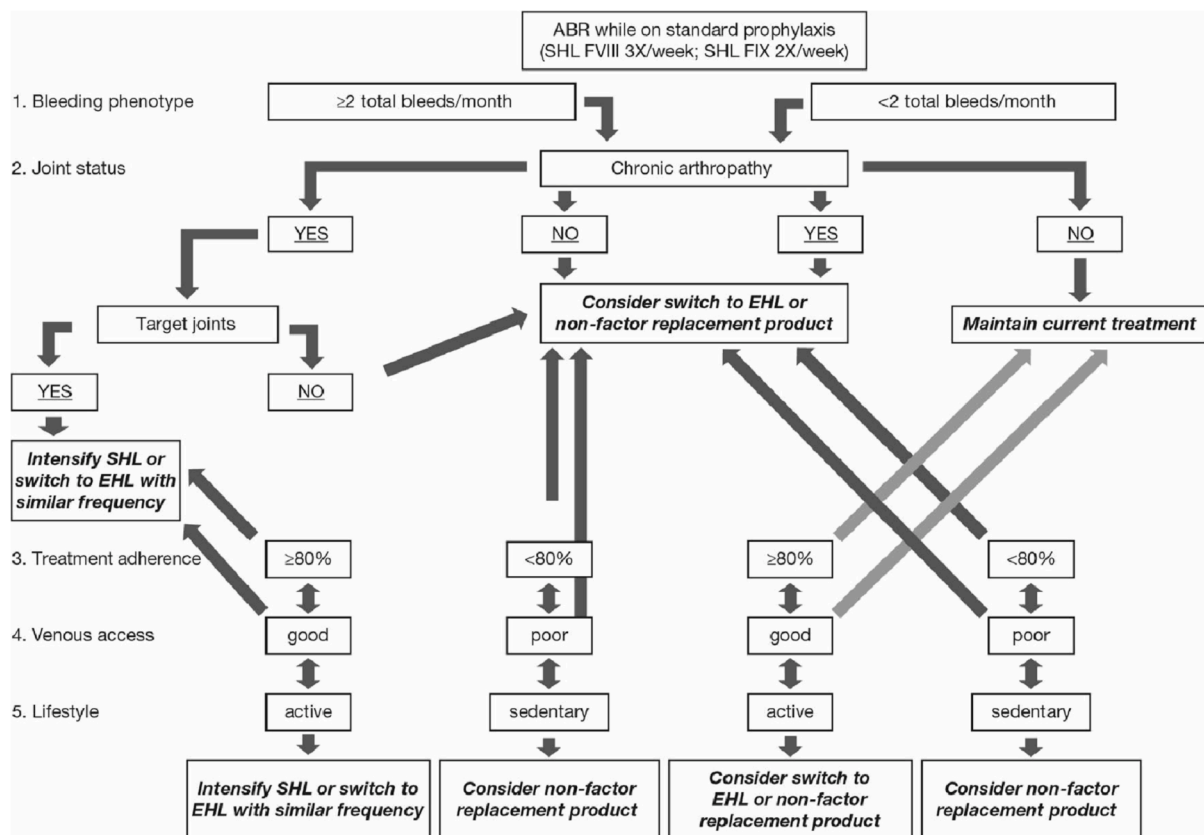 ABR while on standard prophylaxis
(SHL FVIII 3X/week; SHL FIX 2X/week)
1. Bleeding phenotype
≥2 total bleeds/month
<2 total bleeds/month
2. Joint status
Chronic arthropathy
YES
NO
YES
NO
Target joints
Consider switch to EHL or
non-factor replacement product
Maintain current treatment
YES
NO
Intensify SHL or
switch to EHL with
similar frequency
3. Treatment adherence
≥80%
<80%
≥80%
<80%
4. Venous access
good
poor
good
poor
5. Lifestyle
active
sedentary
active
sedentary
Intensify SHL or switch to
EHL with similar frequency
Consider non-factor
replacement product
Consider switch to
EHL or non-factor
replacement product
Consider non-factor
replacement product